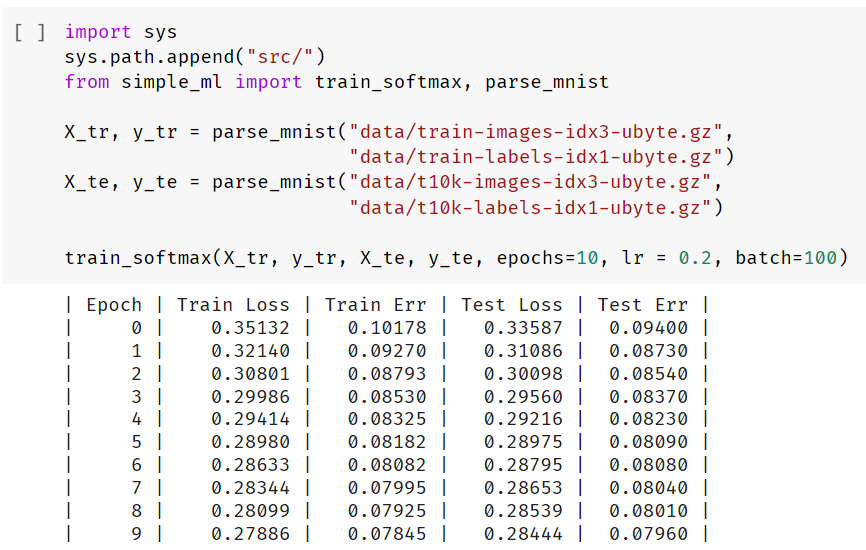 [ ] import sys
sys.path.append("src/")
from simple_ml import train_softmax, parse_mnist
X_tr, y_tr = parse_mnist("data/train-images-idx3-ubyte.gz",
"data/train-labels-idx1-ubyte.gz")
X_te, y_te = parse_mnist("data/t10k-images-idx3-ubyte.gz",
"data/t10k-labels-idx1-ubyte.gz")
train_softmax(X_tr, y_tr, X_te, y_te, epochs=10, lr = 0.2, batch=100)
| Epoch | Train Loss | Train Err | Test Loss | Test Err |
| 0 | 0.35132 | 0.10178 | 0.33587 | 0.09400 |
| 1 | 0.32140 | 0.09270 | 0.31086 | 0.08730 |
| 2 | 0.30801 | 0.08793 | 0.30098 | 0.08540 |
| 3 | 0.29986 | 0.08530 | 0.29560 | 0.08370 |
| 4 | 0.29414 | 0.08325 | 0.29216 | 0.08230 |
| 5 | 0.28980 | 0.08182 | 0.28975 | 0.08090 |
| 6 | 0.28633 | 0.08082 | 0.28795 | 0.08080 |
| 7 | 0.28344 | 0.07995 | 0.28653 | 0.08040 |
| 8 | 0.28099 | 0.07925 | 0.28539 | 0.08010 |
| 9 | 0.27886 | 0.07845 | 0.28444 | 0.07960 |